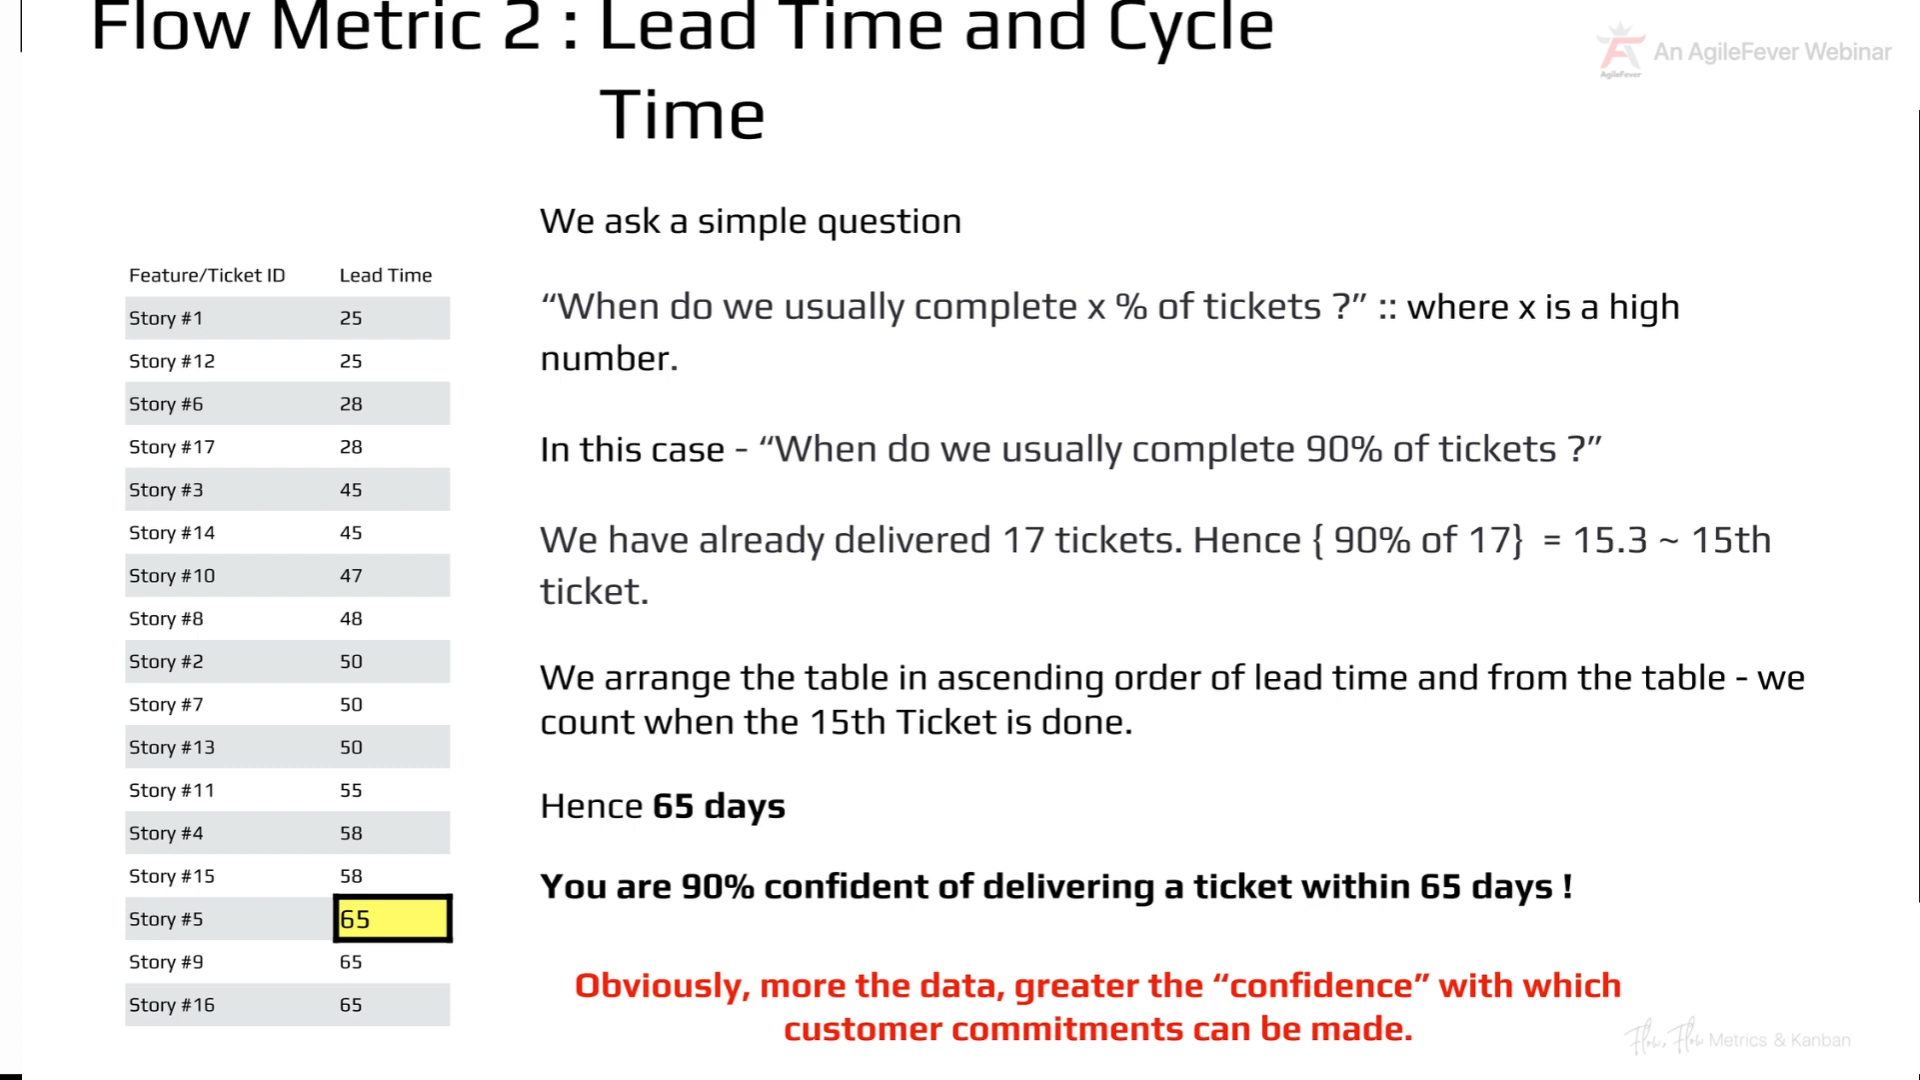 Flow Metric 2 : Lead Time and Cycle
Time
An AgileFever Webinar
AgileFever
We ask a simple question
Feature/Ticket ID Lead Time
Story #1 25
Story #12 25
Story #6 28
Story #17 28
Story #3 45
Story #14 45
Story #10 47
Story #8 48
Story #2 50
Story #7 50
Story #13 50
Story #11 55
Story #4 58
Story #15 58
Story #5 65
Story #9 65
Story #16 65
“When do we usually complete x % of tickets ?” :: where x is a high
number.
In this case - “When do we usually complete 90% of tickets ?”
We have already delivered 17 tickets. Hence { 90% of 17} = 15.3 ~ 15th
ticket.
We arrange the table in ascending order of lead time and from the table - we
count when the 15th Ticket is done.
Hence 65 days
You are 90% confident of delivering a ticket within 65 days !
Obviously, more the data, greater the “confidence” with which
customer commitments can be made.
Flow, Flow Metrics & Kanban